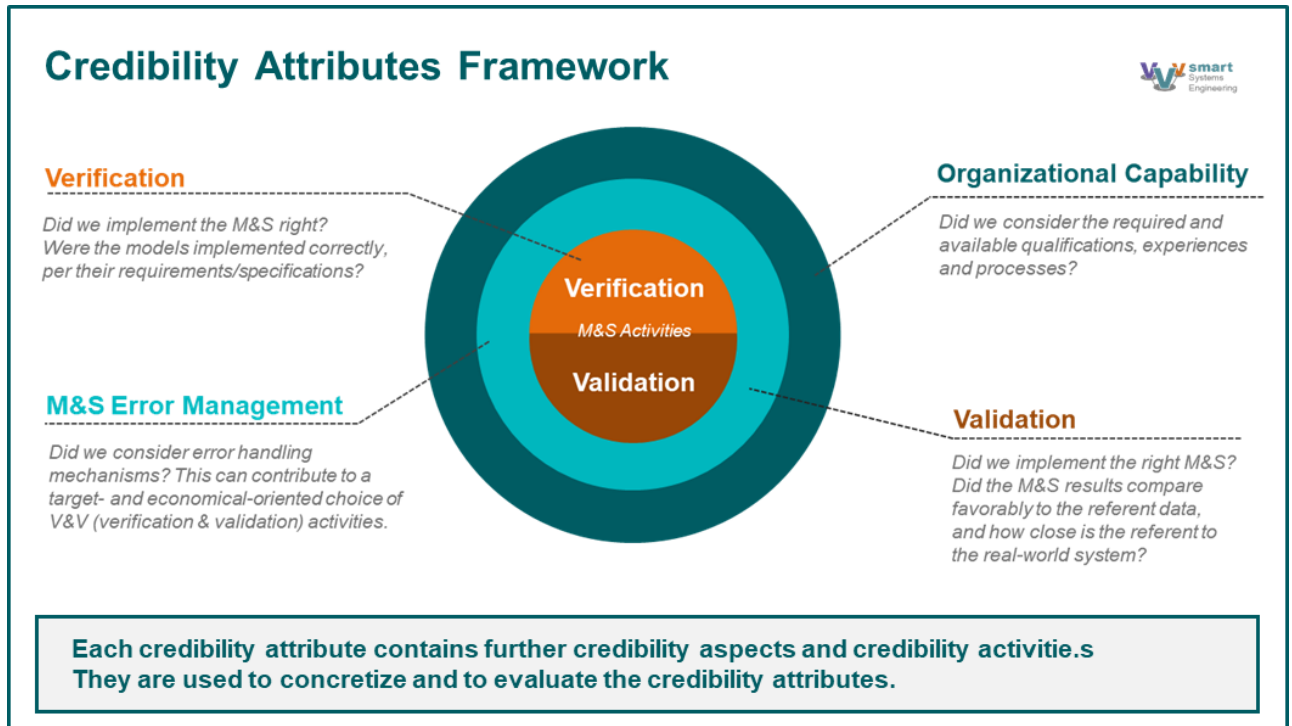 Credibility Attributes Framework
VVV smart
Systems
Engineering
Verification
Did we implement the M&S right?
Were the models implemented correctly,
per their requirements/specifications?
Organizational Capability
Did we consider the required and
available qualifications, experiences
and processes?
Verification
M&S Activities
Validation
M&S Error Management
Did we consider error handling
mechanisms? This can contribute to a
target- and economical-oriented choice of
V&V (verification & validation) activities.
Validation
Did we implement the right M&S?
Did the M&S results compare
favorably to the referent data,
and how close is the referent to
the real-world system?
Each credibility attribute contains further credibility aspects and credibility activitie.s
They are used to concretize and to evaluate the credibility attributes.